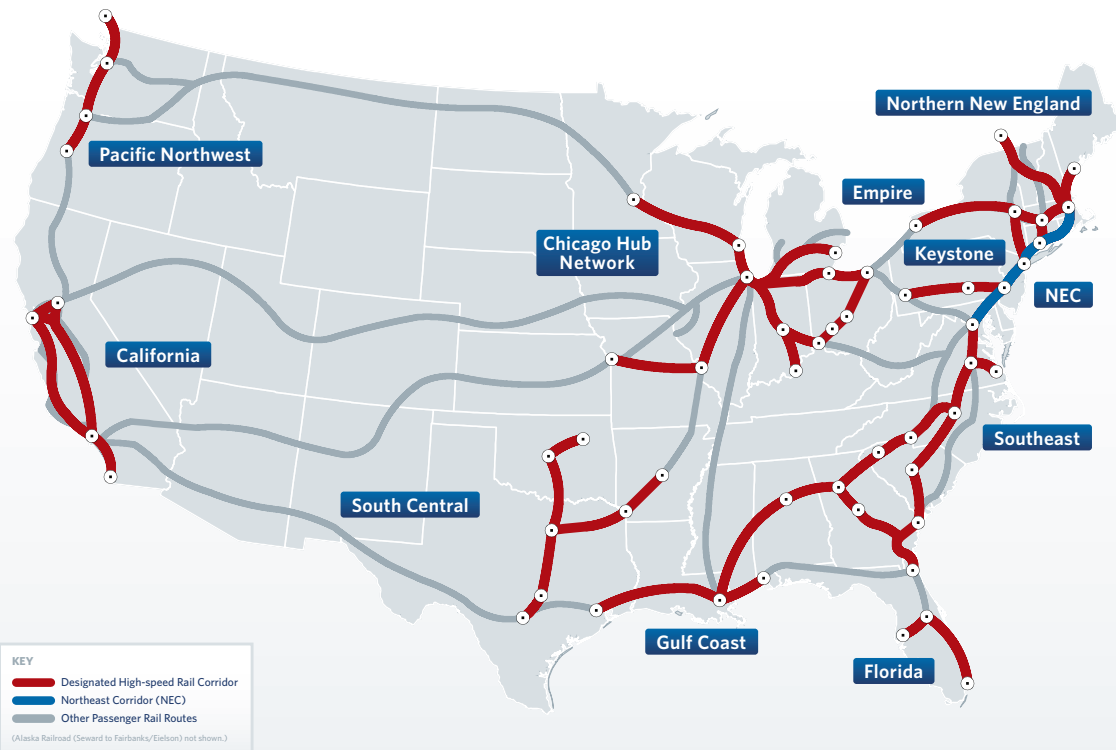 Northern New England
Pacific Northwest
Empire
Chicago Hub
Network
Keystone
NEC
California
Southeast
South Central
Gulf Coast
Florida
KEY
Designated High-speed Rail Corridor
Northeast Corridor (NEC)
Other Passenger Rail Routes
(Alaska Railroad (Seward to Fairbanks/Eielson) not shown.)